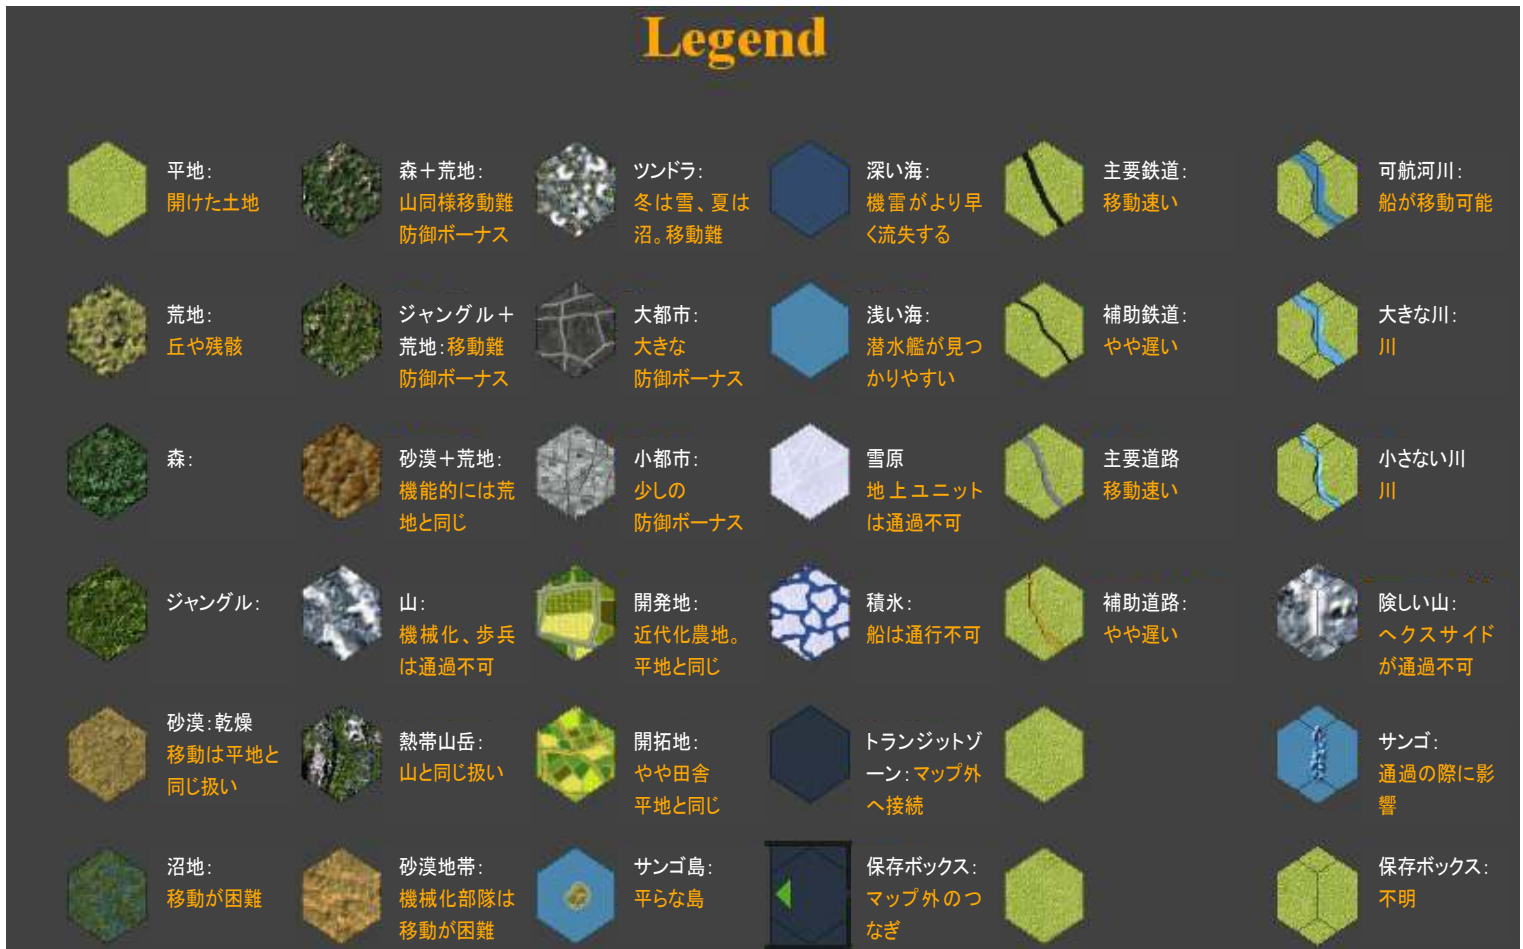 Legend
平地:
開けた土地
森＋荒地:
山同様移動難
防御ボーナス
ツンドラ:
冬は雪、夏は
沼。移動難
深い海:
機雷がより早
く流失する
主要鉄道:
移動速い
可航河川:
船が移動可能
荒地:
丘や残骸
ジャングル＋
荒地:移動難
防御ボーナス
大都市:
大きな
防御ボーナス
浅い海:
潜水艦が見つ
かりやすい
補助鉄道:
やや遅い
大きな川:
川
森:
砂漠＋荒地:
機能的には荒
地と同じ
小都市:
少しの
防御ボーナス
雪原
地上ユニット
は通過不可
主要道路
移動速い
小さない川
川
ジャングル:
山:
機械化、歩兵
は通過不可
開発地:
近代化農地。
平地と同じ
積氷:
船は通行不可
補助道路:
やや遅い
険しい山:
ヘクスサイド
が通過不可
砂漠:乾燥
移動は平地と
同じ扱い
熱帯山岳:
山と同じ扱い
開拓地:
やや田舎
平地と同じ
トランジットゾ
ーン:マップ外
へ接続
サンゴ:
通過の際に影
響
沼地:
移動が困難
砂漠地帯:
機械化部隊は
移動が困難
サンゴ島:
平らな島
保存ボックス:
マップ外のつ
なぎ
保存ボックス:
不明